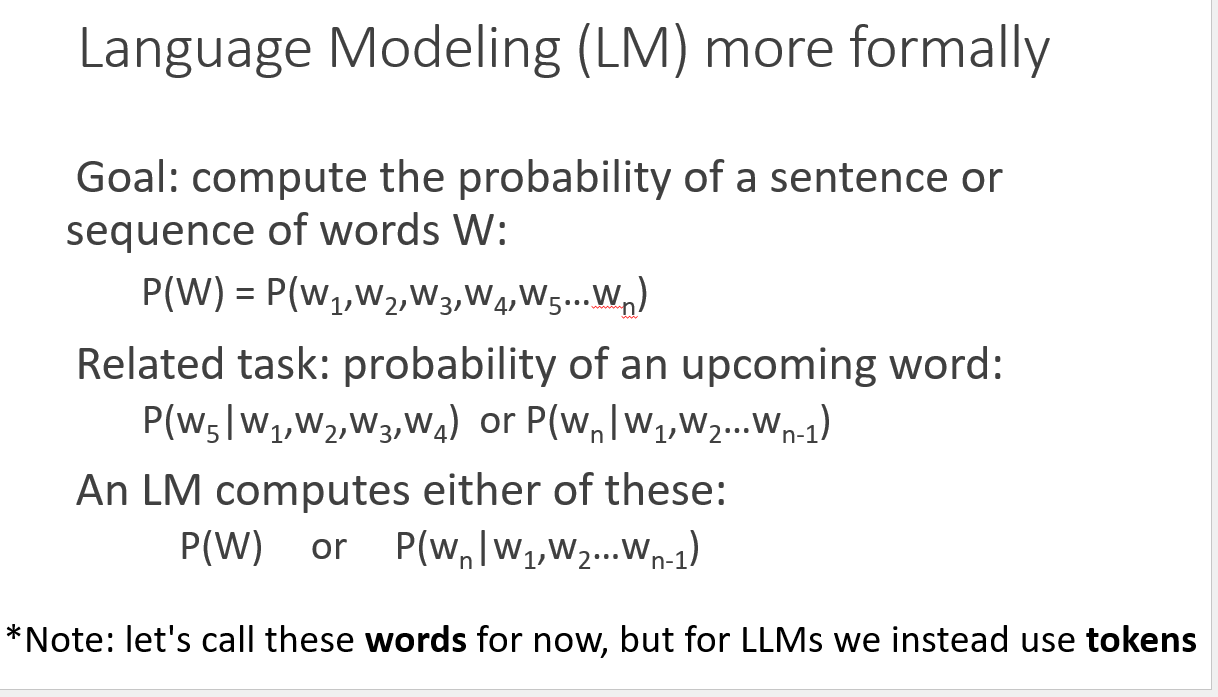 Language Modeling (LM) more formally
Goal: compute the probability of a sentence or
sequence of words W:
P(W) = P(w₁,w₂,w₃,w₄,w₅…wₙ)
Related task: probability of an upcoming word:
P(w₅|w₁,w₂,w₃,w₄) or P(wₙ|w₁,w₂…wₙ₋₁)
An LM computes either of these:
P(W) or P(wₙ|w₁,w₂…wₙ₋₁)
*Note: let's call these words for now, but for LLMs we instead use tokens